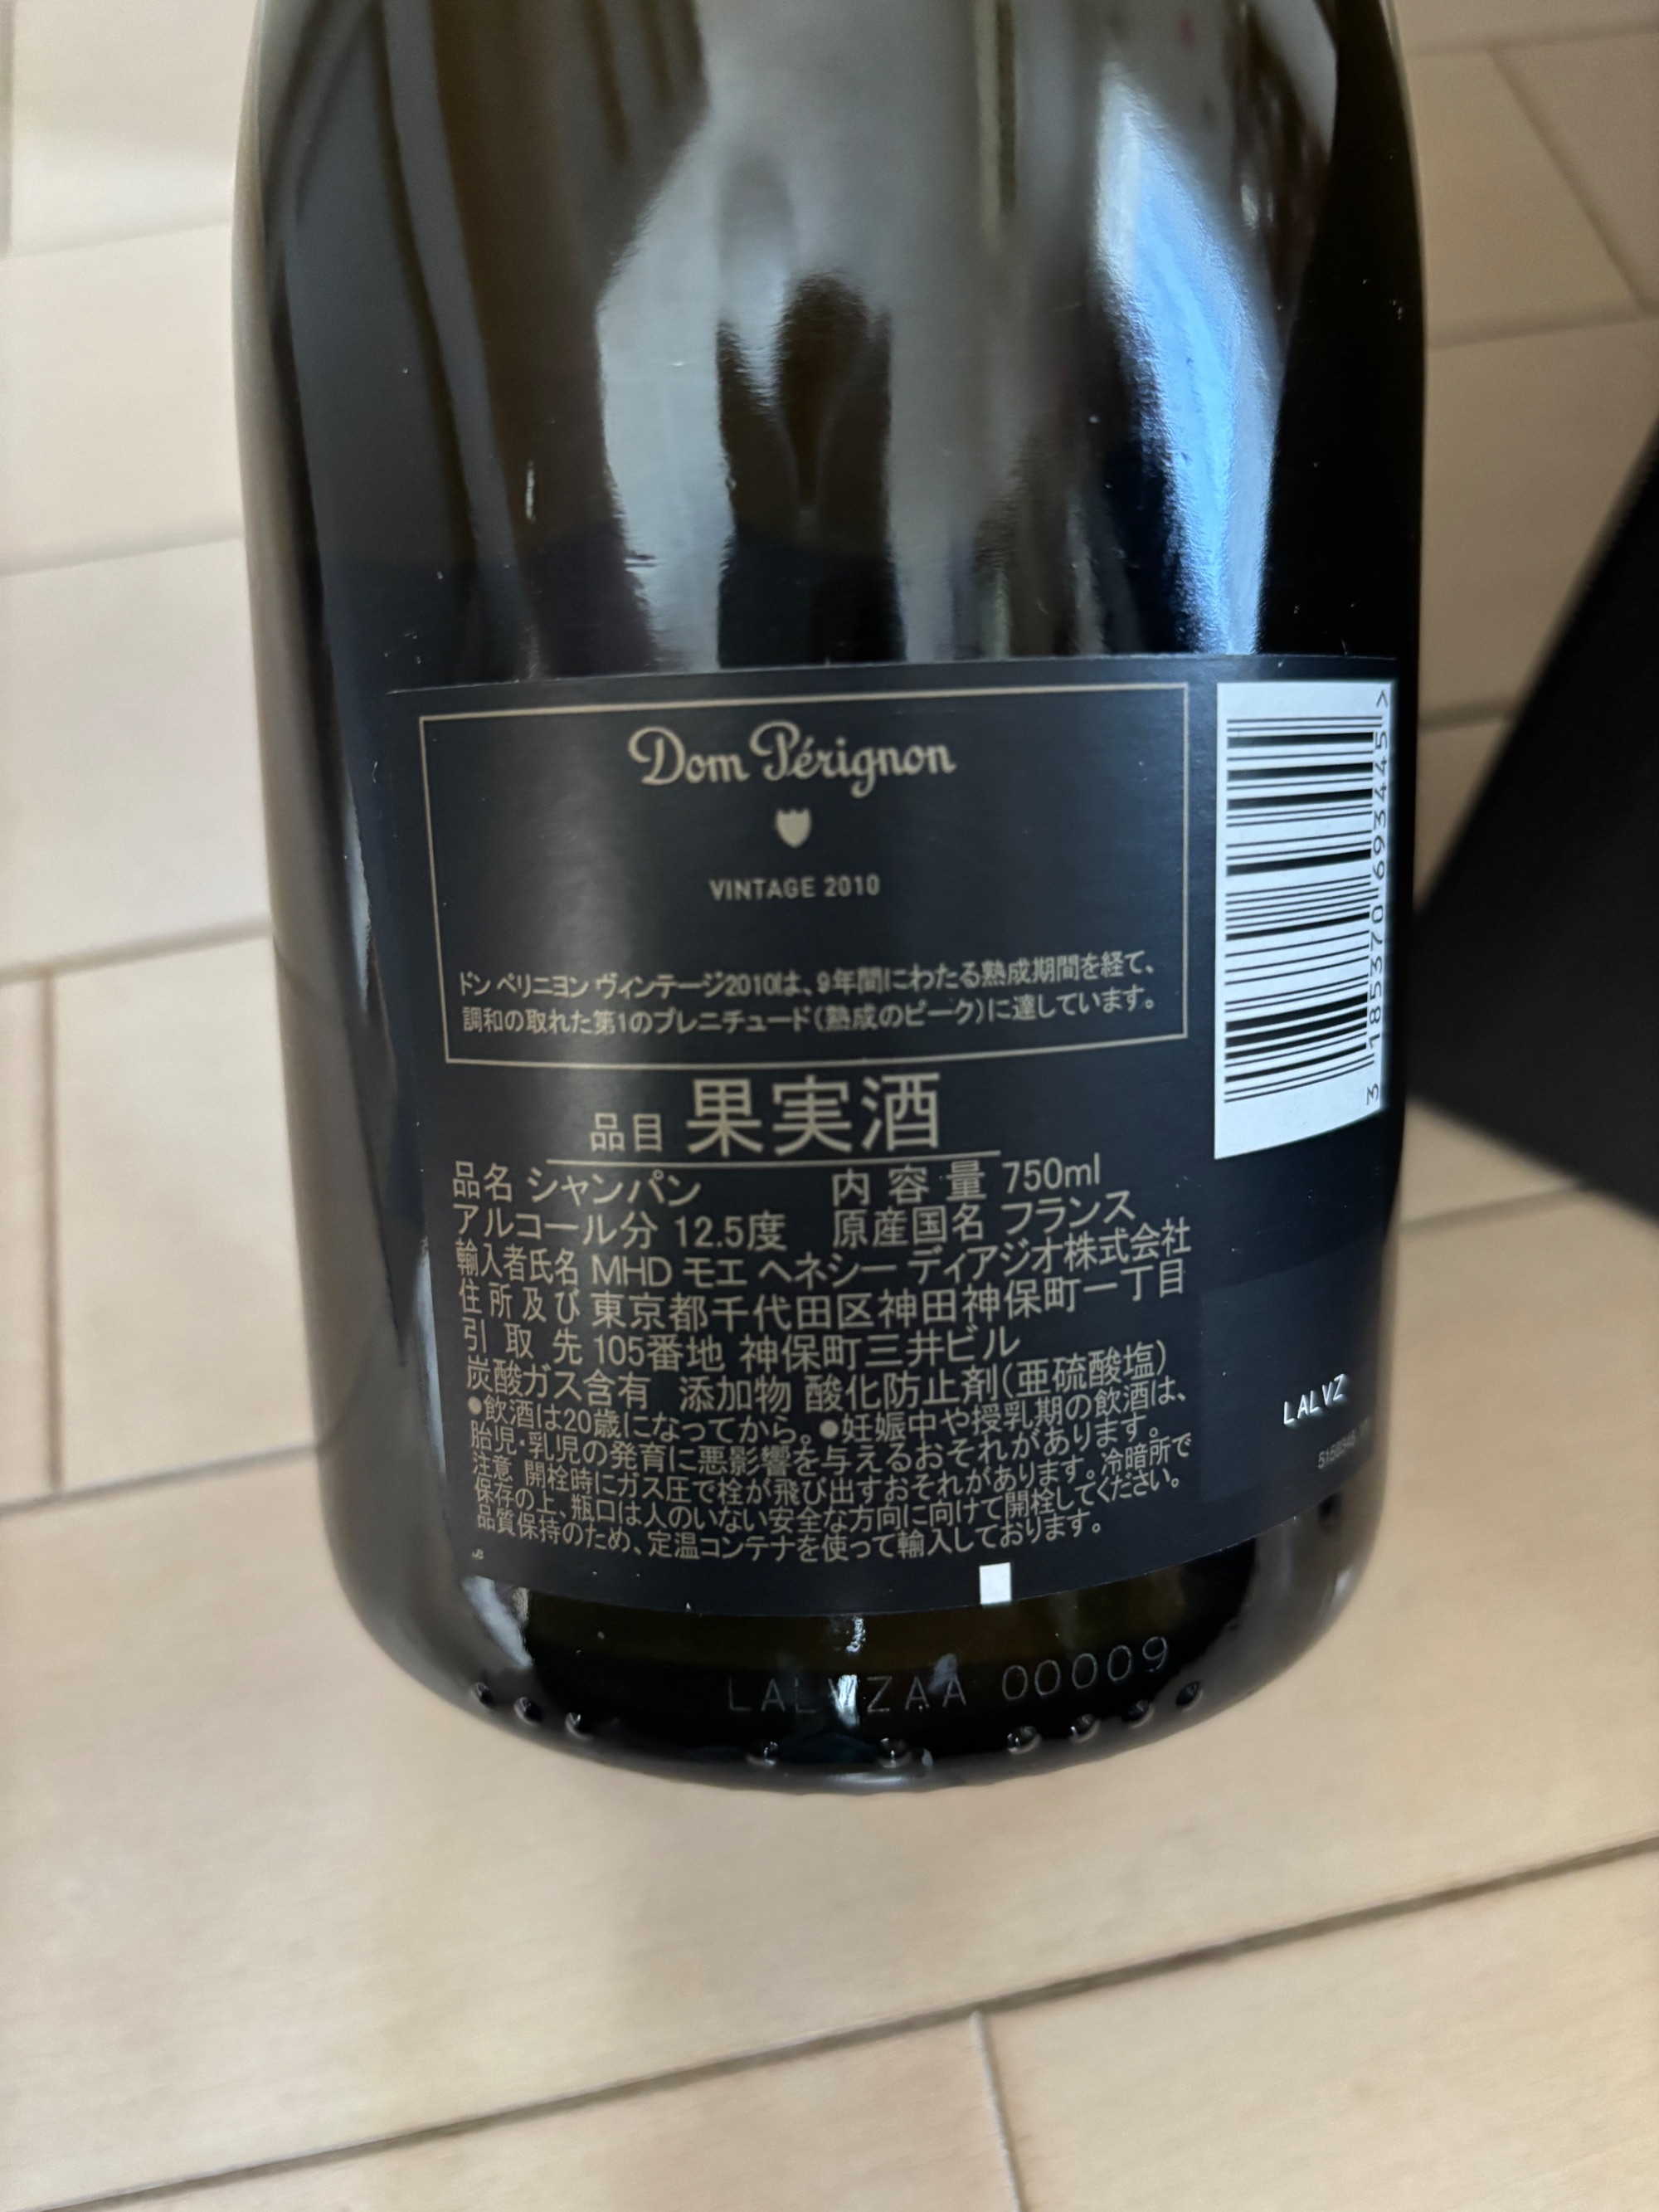 Dom Pérignon
VINTAGE 2010
ドン ペリニヨン ヴィンテージ2010は、9年間にわたる熟成期間を経て、
調和の取れた第1のプレニチュード(熟成のピーク)に達しています。
品目 果実酒
品名 シャンパン 内容量 750ml
アルコール分 12.5度 原産国名 フランス
輸入者氏名 MHD モエ ヘネシー ディアジオ株式会社
住所及び 東京都千代田区神田神保町一丁目
引取先 105番地 神保町三井ビル
炭酸ガス含有 添加物 酸化防止剤(亜硫酸塩)
●飲酒は20歳になってから。●妊娠中や授乳期の飲酒は、
胎児・乳児の発育に悪影響を与えるおそれがあります。
注意 開栓時にガス圧で栓が飛び出すおそれがあります。冷暗所で
保存の上、瓶口は人のいない安全な方向に向けて開栓してください。
品質保持のため、定温コンテナを使って輸入しております。
3 185370 693445 >
LALVZ
LALVZAA 00009